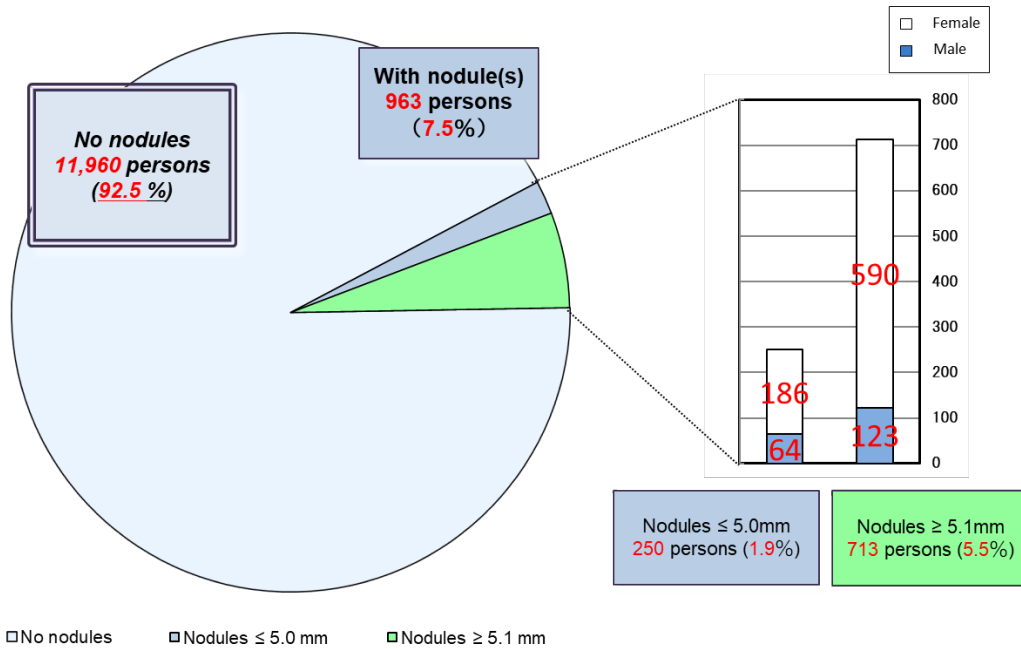 Female
Male
No nodules
11,960 persons
(92.5 %)
With nodule(s)
963 persons
（7.5%）
800
700
600
500
400
300
200
100
0
590
186
123
64
Nodules ≤ 5.0mm
250 persons (1.9%)
Nodules ≥ 5.1mm
713 persons (5.5%)
No nodules
Nodules ≤ 5.0 mm
Nodules ≥ 5.1 mm